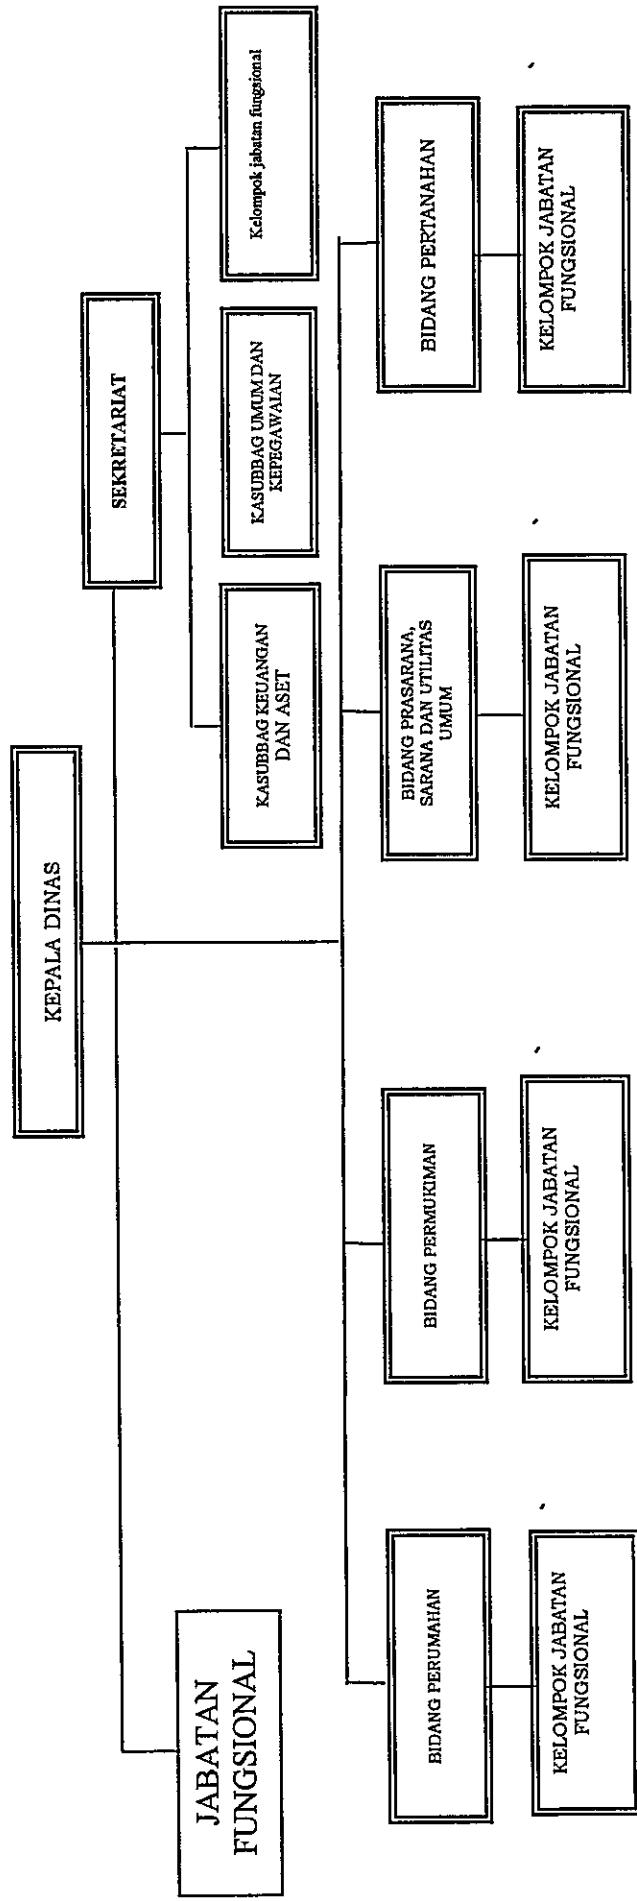 KEPALA DINAS
SEKRETARIAT
JABATAN
FUNGSIONAL
KASUBBAG KEUANGAN
DAN ASET
KASUBBAG UMUM DAN
KEPEGAWAIAN
Kelompok jabatan fungsional
BIDANG PERUMAHAN
BIDANG PERMUKIMAN
BIDANG PRASARANA,
SARANA DAN UTILITAS
UMUM
BIDANG PERTANAHAN
KELOMPOK JABATAN
FUNGSIONAL
KELOMPOK JABATAN
FUNGSIONAL
KELOMPOK JABATAN
FUNGSIONAL
KELOMPOK JABATAN
FUNGSIONAL